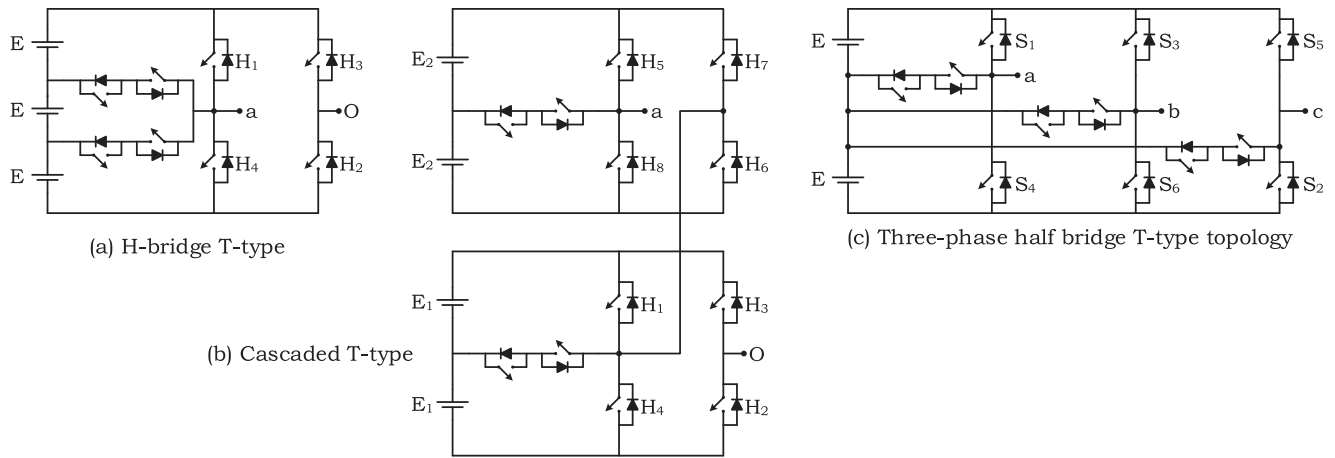 E
E
E
H₁
H₃
a
O
H₄
H₂
(a) H-bridge T-type
E₂
E₂
H₅
H₇
a
H₈
H₆
E₁
E₁
H₁
H₃
O
H₄
H₂
(b) Cascaded T-type
E
E
S₁
S₃
S₅
a
b
c
S₄
S₆
S₂
(c) Three-phase half bridge T-type topology